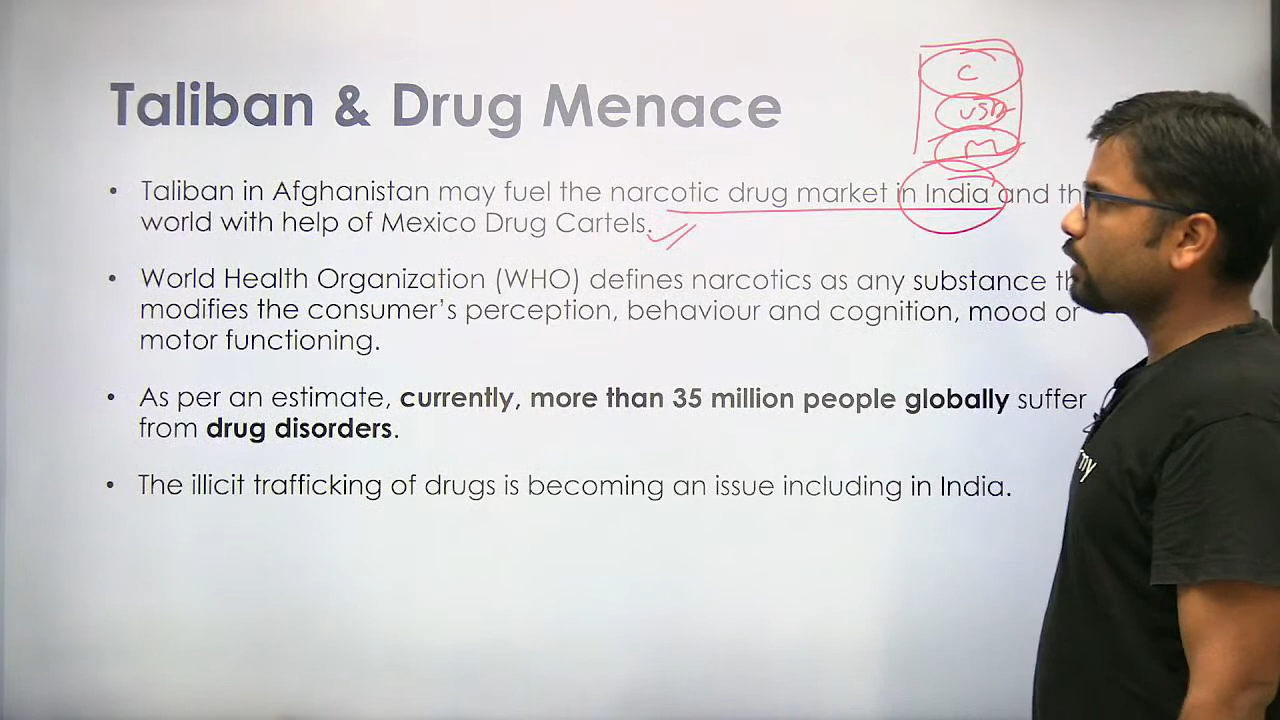 Taliban & Drug Menace
C
USA
M
• Taliban in Afghanistan may fuel the narcotic drug market in India and th
world with help of Mexico Drug Cartels.
• World Health Organization (WHO) defines narcotics as any substance th
modifies the consumer's perception, behaviour and cognition, mood or
motor functioning.
• As per an estimate, currently, more than 35 million people globally suffer
from drug disorders.
• The illicit trafficking of drugs is becoming an issue including in India.
my